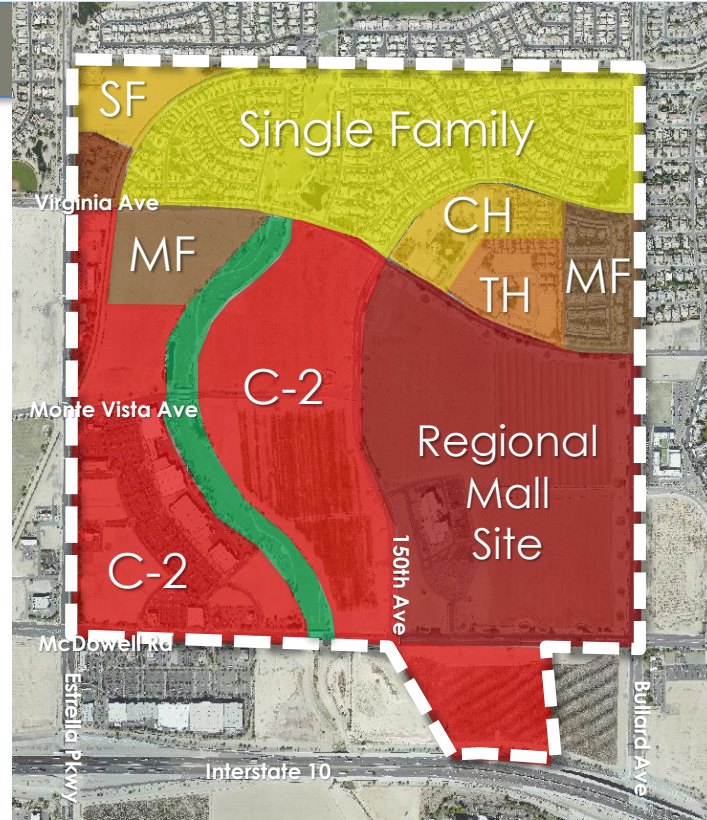 SF
Single Family
Virginia Ave
CH
MF
TH
MF
C-2
Monte Vista Ave
Regional
Mall
Site
C-2
150th Ave
McDowell Rd
Estrella Pkwy
Bullard Ave
Interstate 10